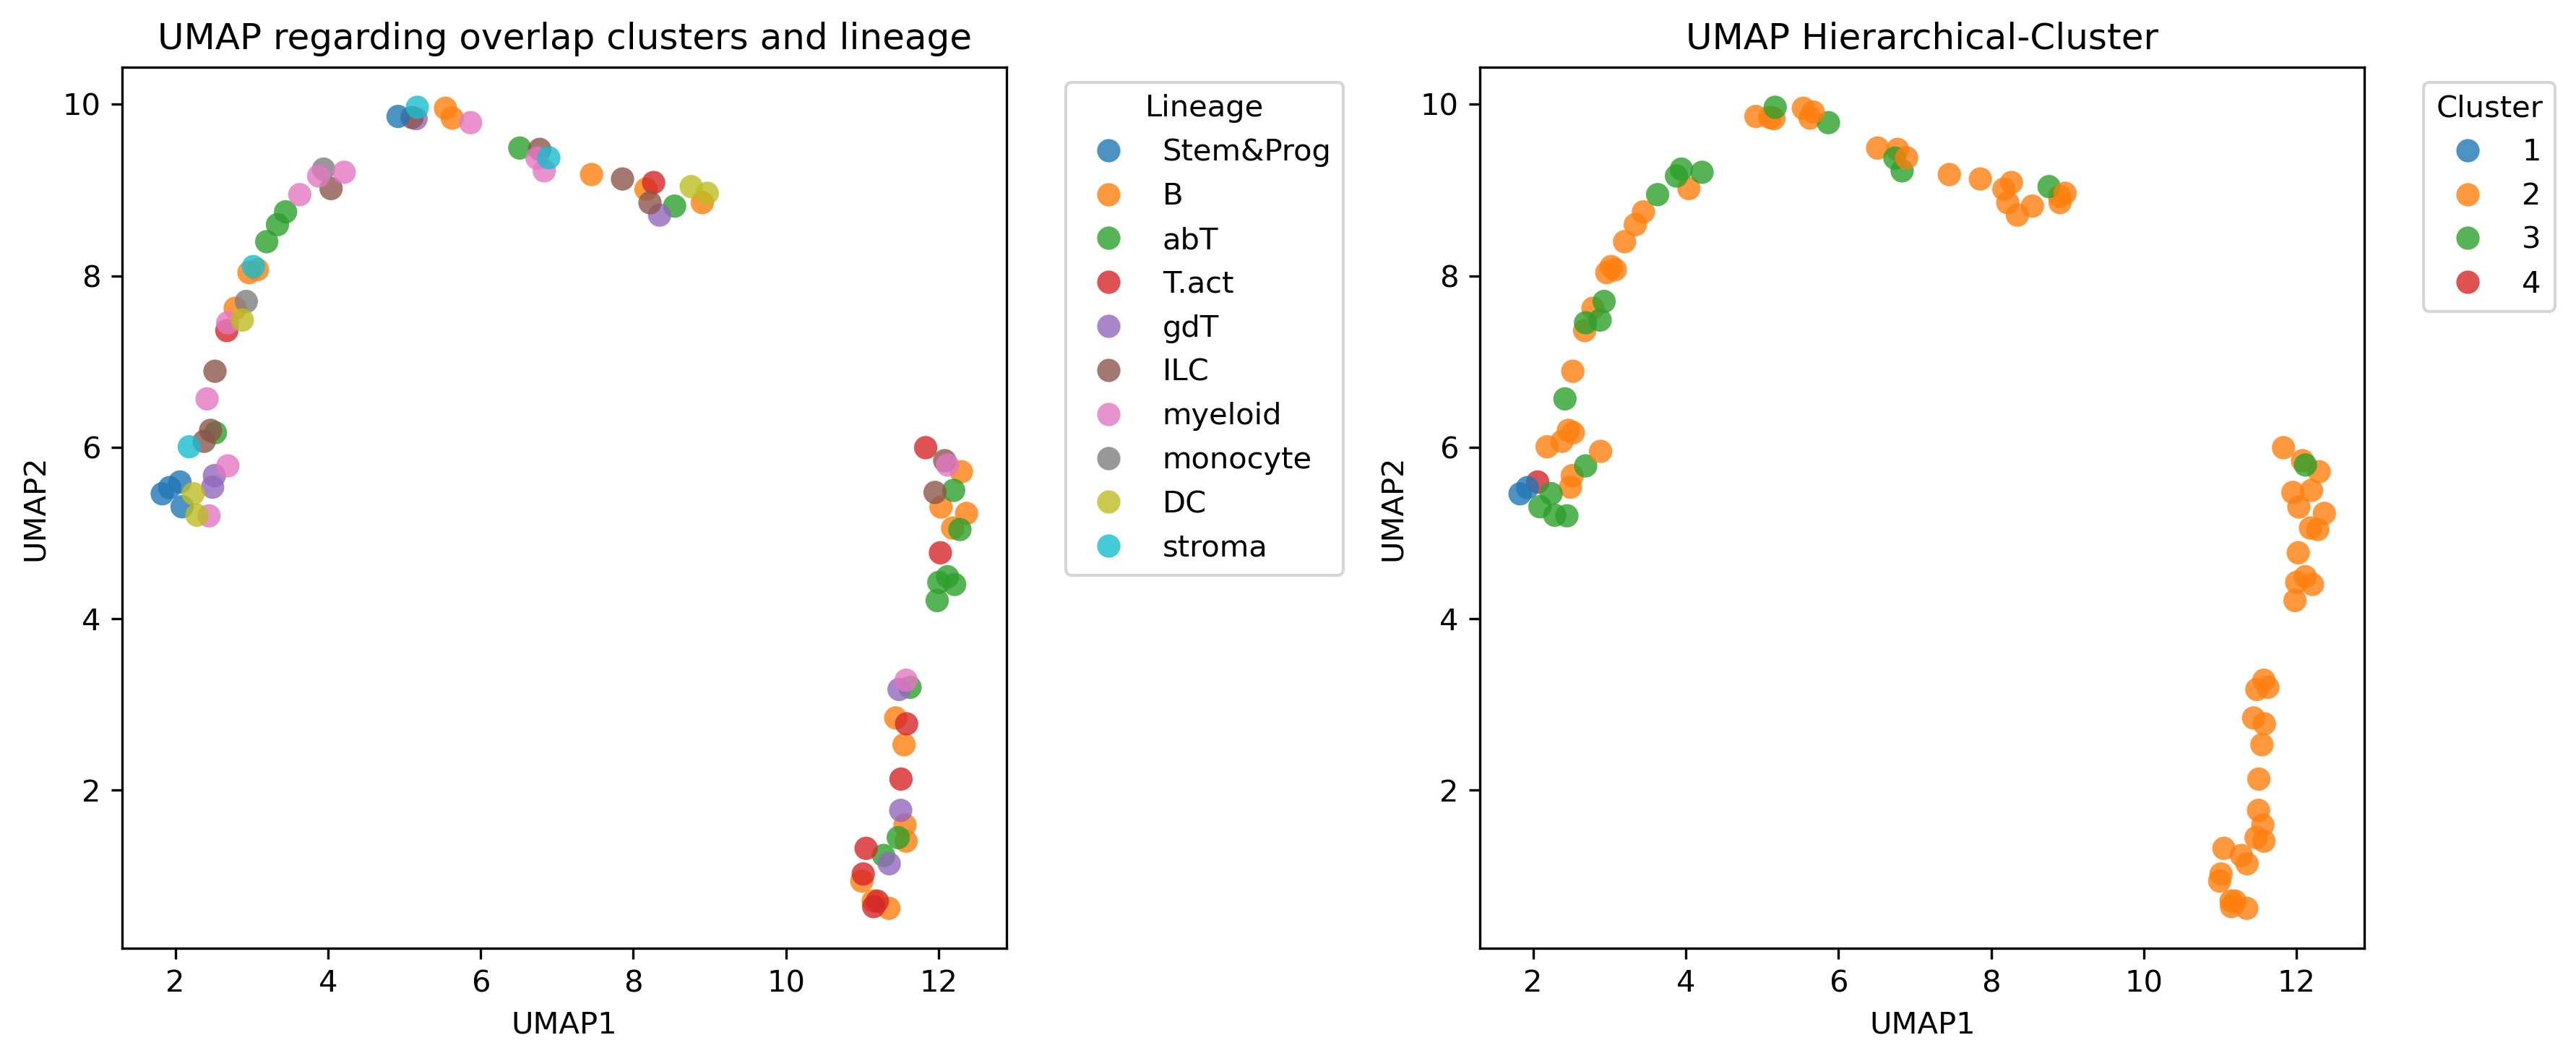 UMAP regarding overlap clusters and lineage
10
8
6
4
2
2
4
6
8
10
12
UMAP1
UMAP2
Lineage
Stem&Prog
B
abT
T.act
gdT
ILC
myeloid
monocyte
DC
stroma
UMAP Hierarchical-Cluster
10
8
6
4
2
2
4
6
8
10
12
UMAP1
UMAP2
Cluster
1
2
3
4